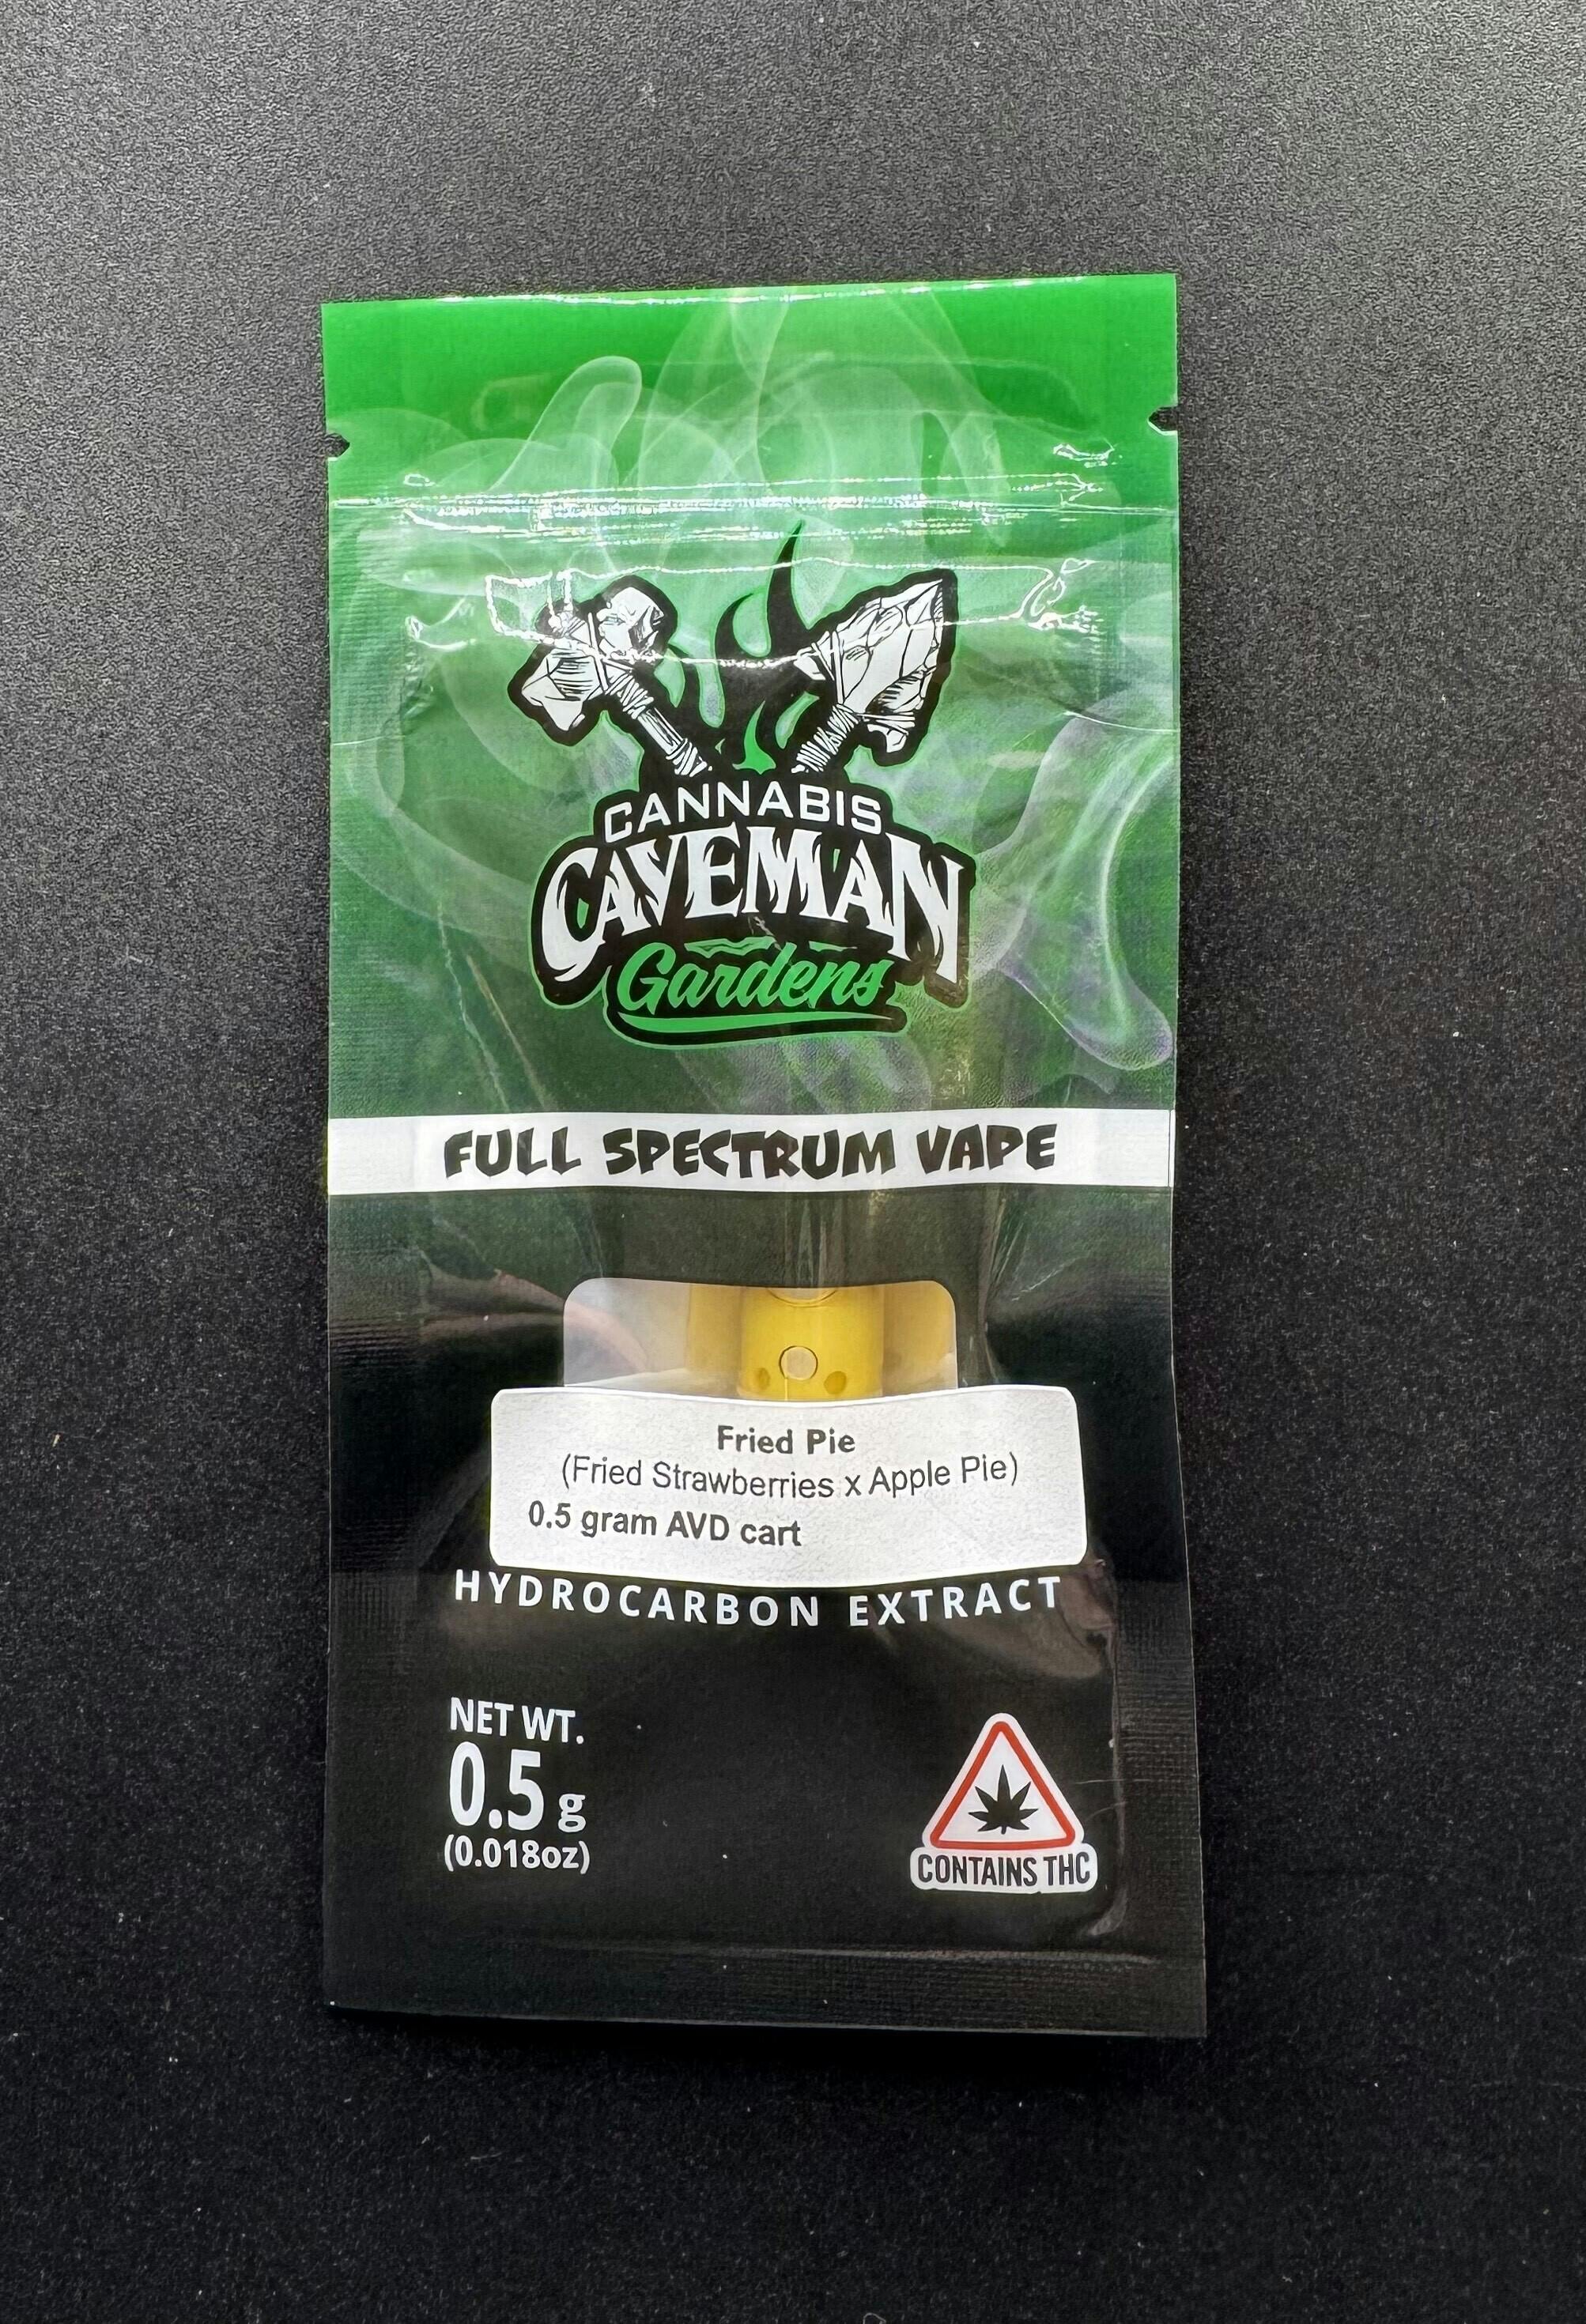 CANNABIS
CAVEMAN
Gardens
FULL SPECTRUM VAPE
Fried Pie
(Fried Strawberries x Apple Pie)
0.5 gram AVD cart
HYDROCARBON EXTRACT
NET WT.
0.5 g
(0.018oz)
CONTAINS THC